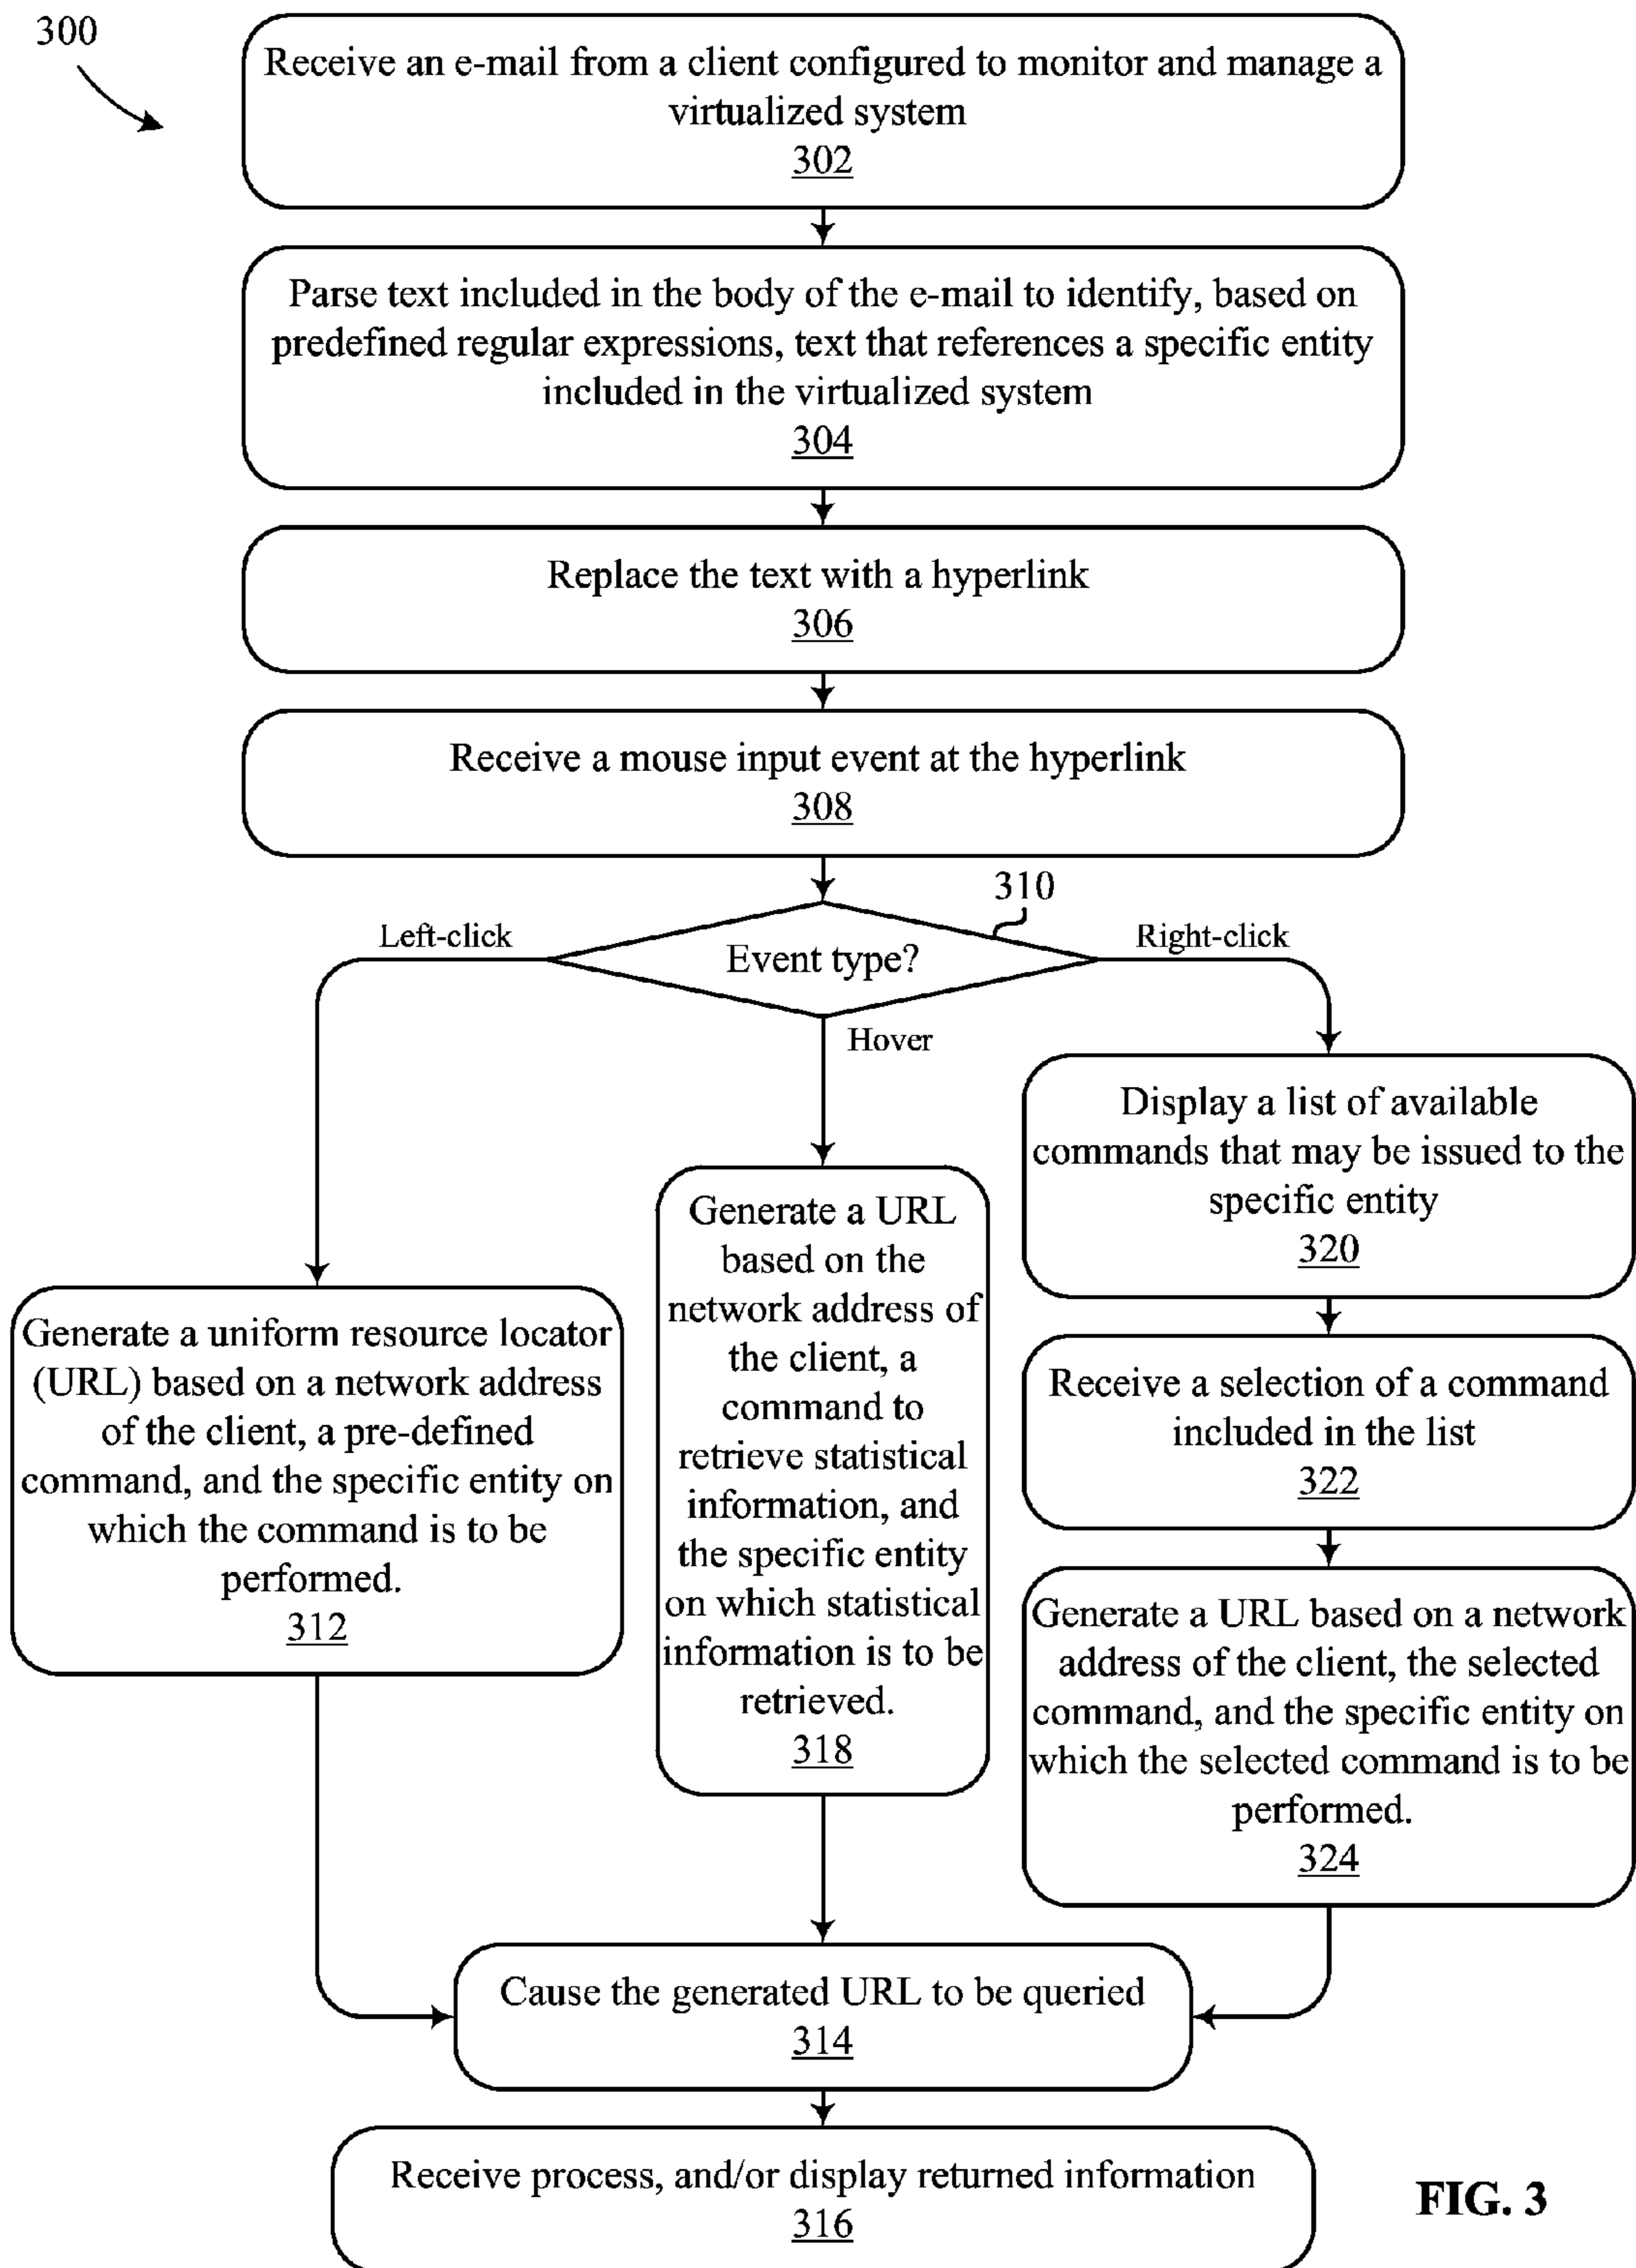 300
Receive an e-mail from a client configured to monitor and manage a
virtualized system
302
Parse text included in the body of the e-mail to identify, based on
predefined regular expressions, text that references a specific entity
included in the virtualized system
304
Replace the text with a hyperlink
306
Receive a mouse input event at the hyperlink
308
310
Event type?
Left-click
Hover
Right-click
Generate a uniform resource locator
(URL) based on a network address
of the client, a pre-defined
command, and the specific entity on
which the command is to be
performed.
312
Generate a URL
based on the
network address of
the client, a
command to
retrieve statistical
information, and
the specific entity
on which statistical
information is to be
retrieved.
318
Display a list of available
commands that may be issued to the
specific entity
320
Receive a selection of a command
included in the list
322
Generate a URL based on a network
address of the client, the selected
command, and the specific entity on
which the selected command is to be
performed.
324
Cause the generated URL to be queried
314
Receive process, and/or display returned information
316
FIG. 3